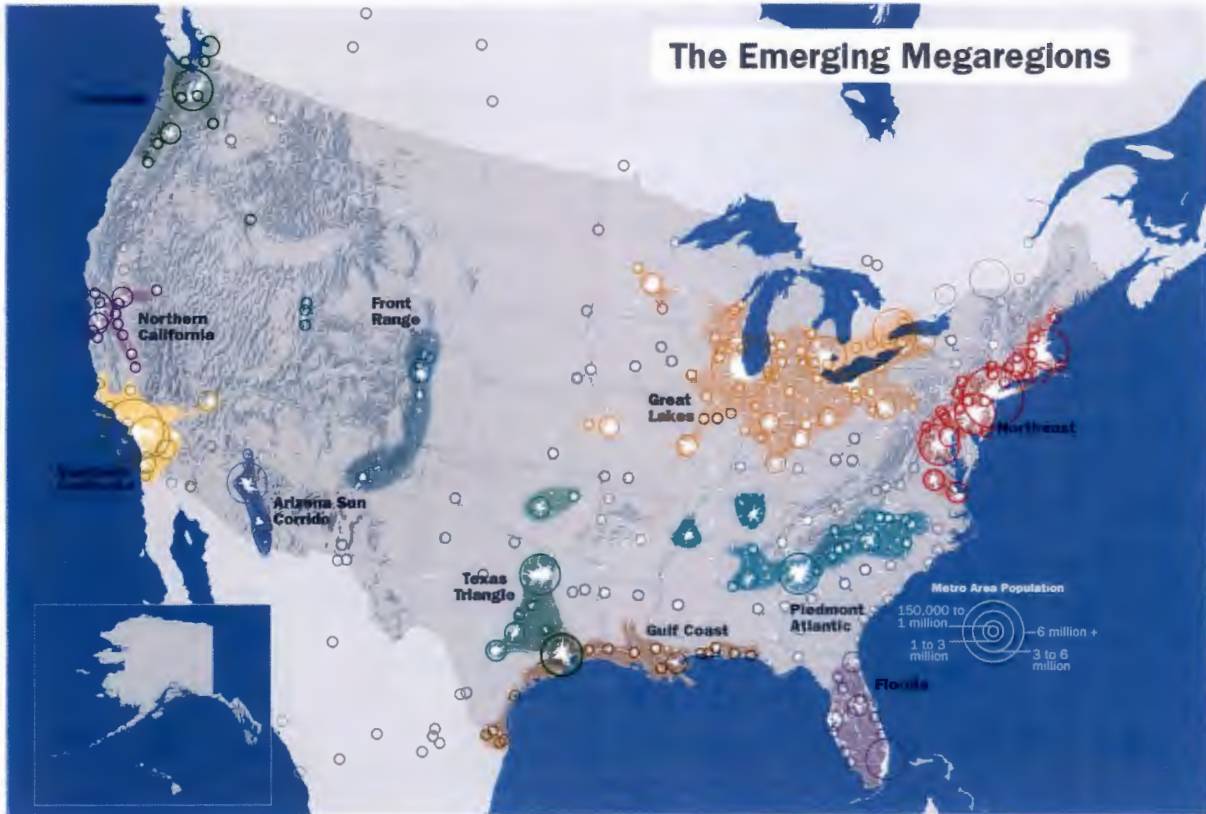 The Emerging Megaregions
Northern
California
Front
Range
Great
Lakes
Northeast
Arizona Sun
Corrido
Texas
Triangle
Gulf Coast
Piedmont
Atlantic
Florida
Metro Area Population
150,000 to
1 million
1 to 3
million
6 million +
3 to 6
million